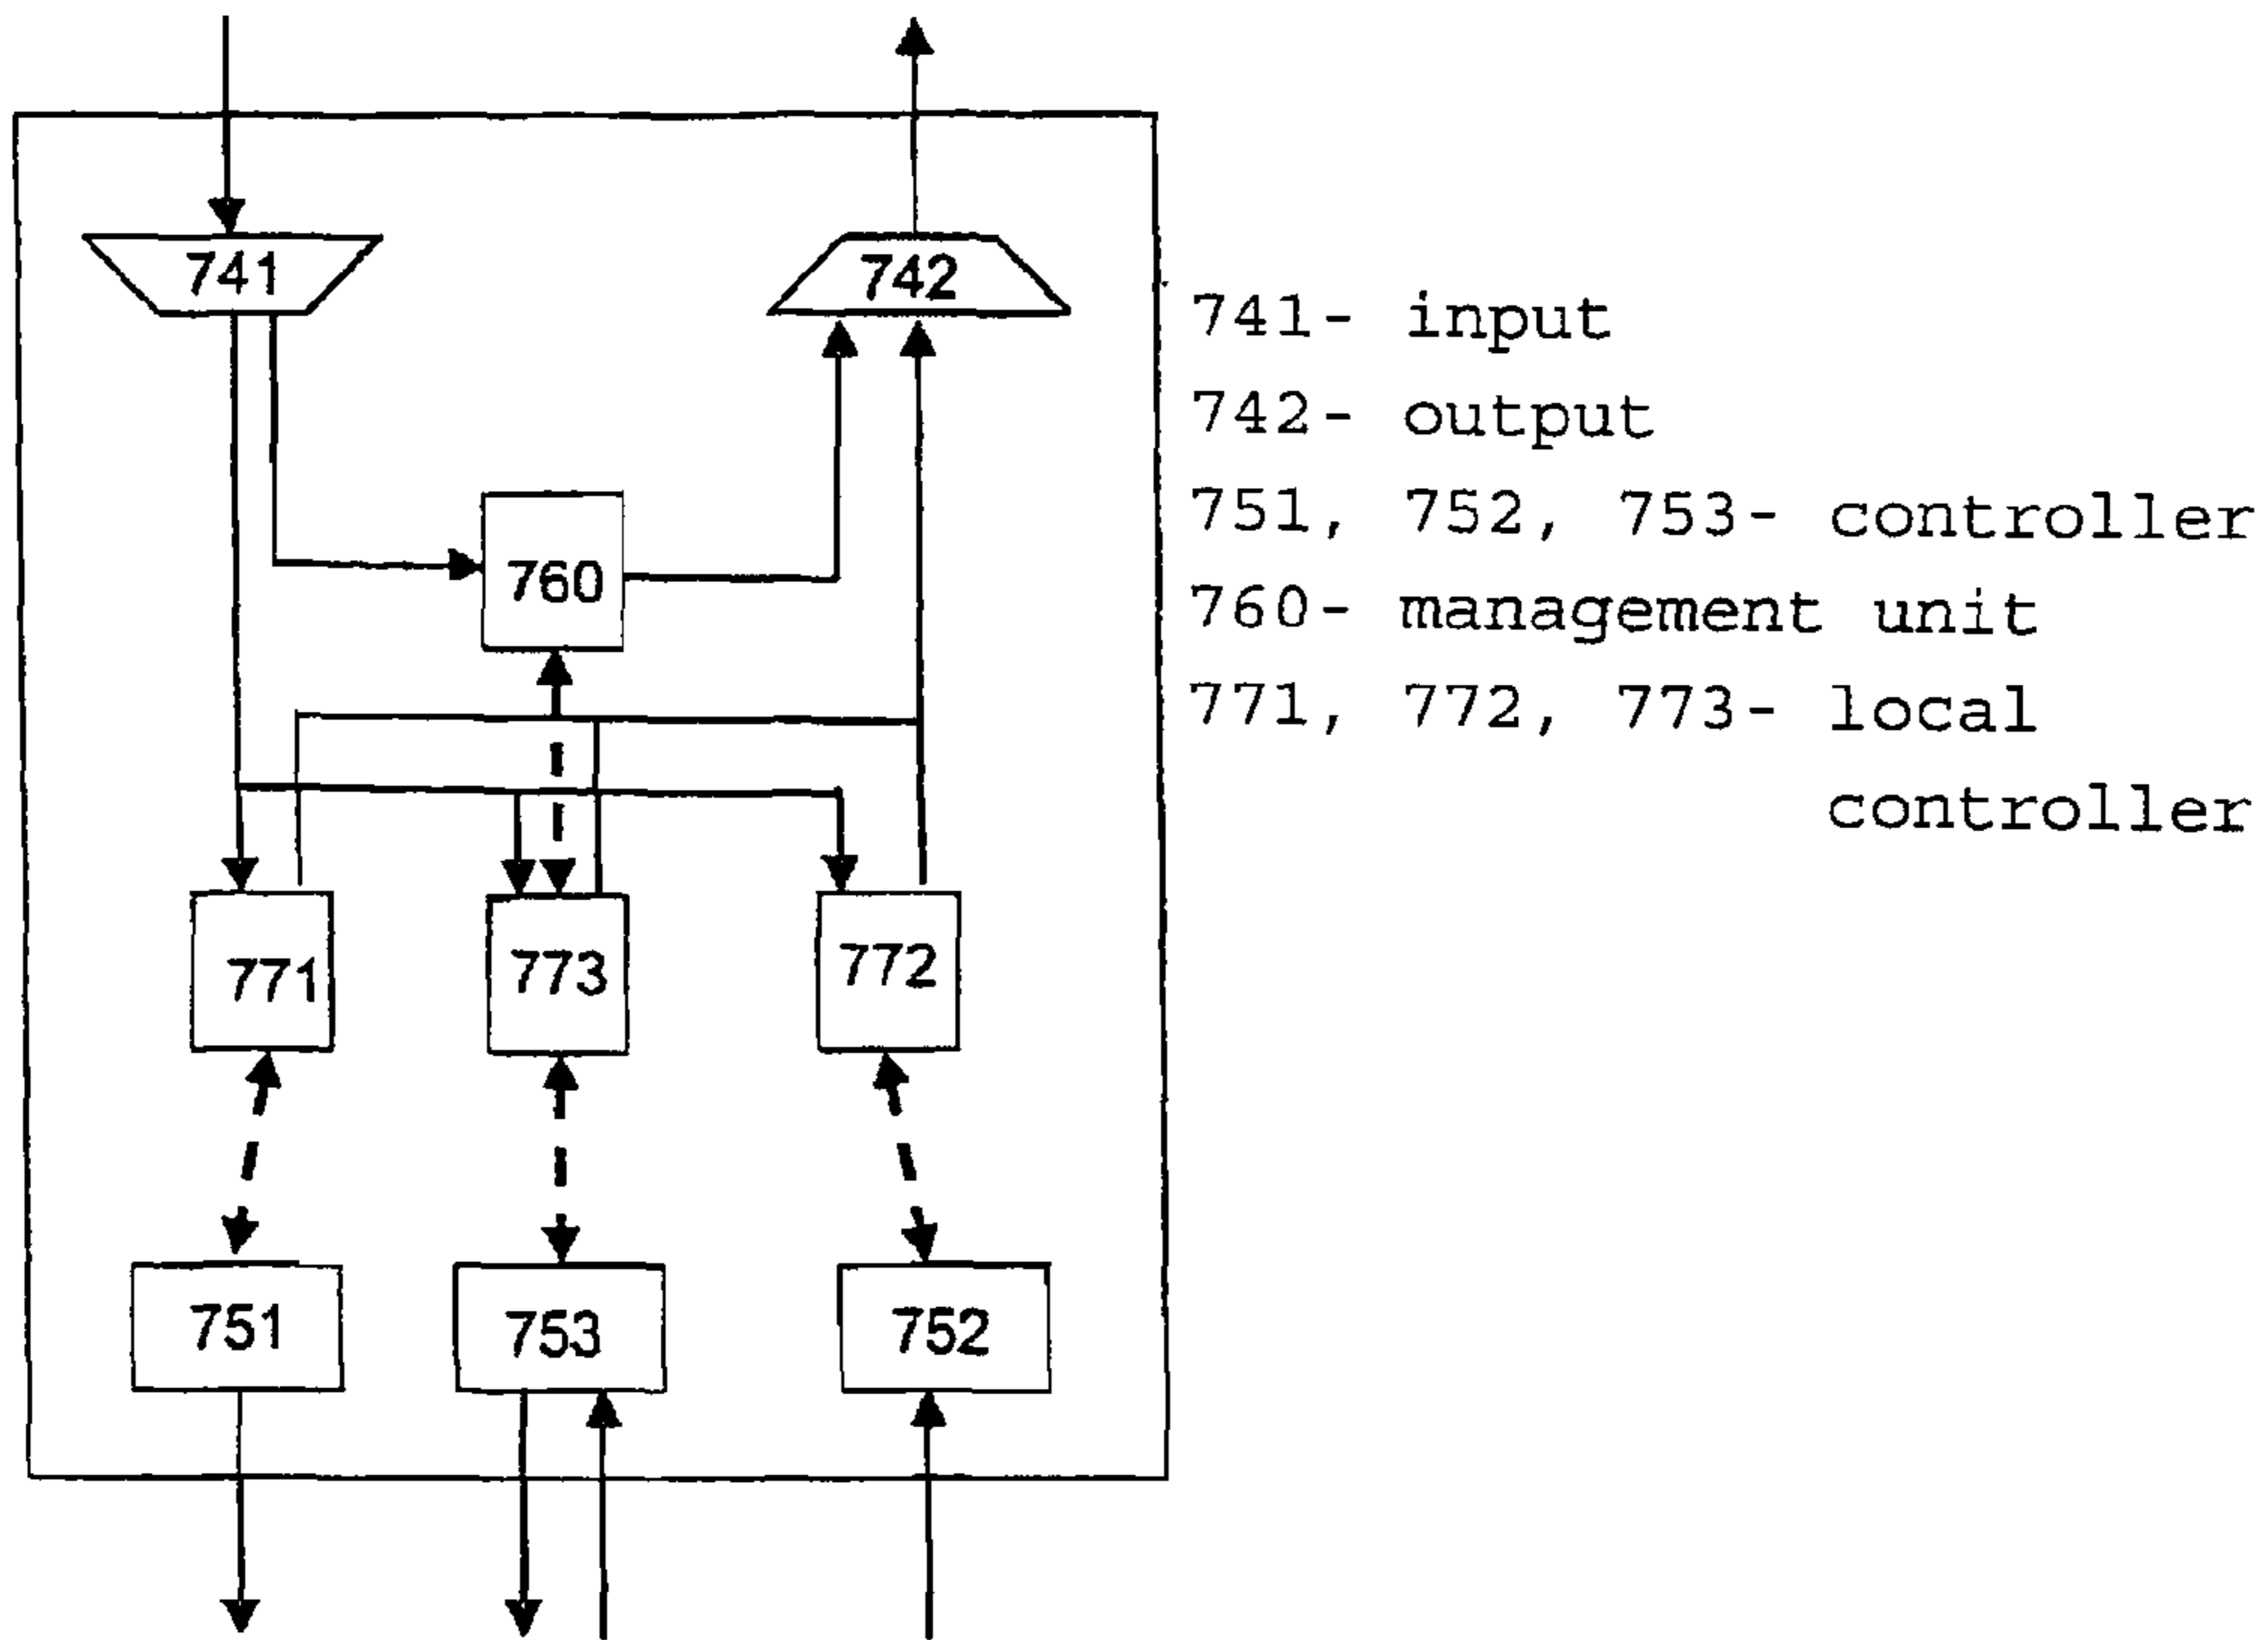 741
742
760
771
773
772
751
753
752
741- input
742- output
751, 752, 753- controller
760- management unit
771, 772, 773- local
controller